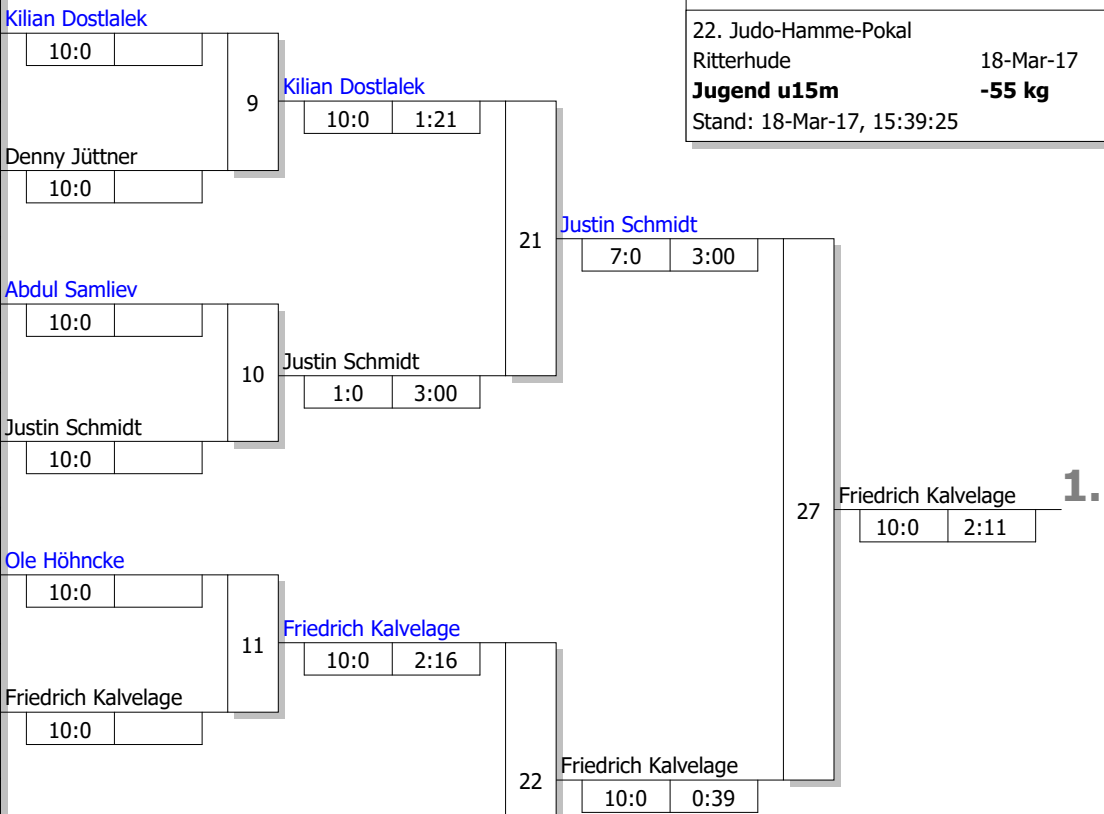 22. Judo-Hamme-Pokal
Ritterhude 18-Mar-17
Jugend u15m -55 kg
Stand: 18-Mar-17, 15:39:25
Kilian Dostlalek
10:0
9
Denny Jüttner
10:0
Kilian Dostlalek
10:0 1:21
21
Abdul Samliev
10:0
10
Justin Schmidt
10:0
Justin Schmidt
1:0 3:00
Justin Schmidt
7:0 3:00
27
Ole Höhncke
10:0
11
Friedrich Kalvelage
10:0
Friedrich Kalvelage
10:0 2:16
22
Friedrich Kalvelage
10:0 0:39
Friedrich Kalvelage 1.
10:0 2:11